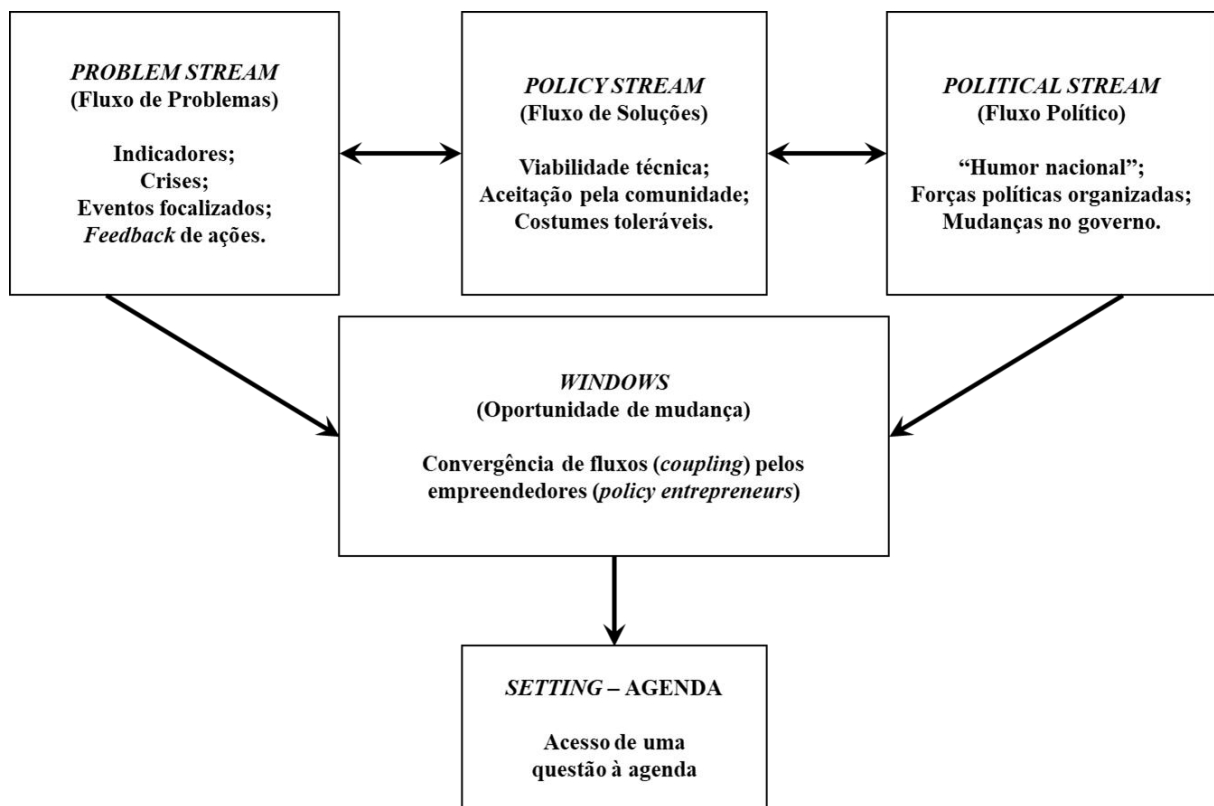 PROBLEM STREAM
(Fluxo de Problemas)
Indicadores;
Crises;
Eventos focalizados;
Feedback de ações.
POLICY STREAM
(Fluxo de Soluções)
Viabilidade técnica;
Aceitação pela comunidade;
Costumes toleráveis.
POLITICAL STREAM
(Fluxo Político)
“Humor nacional”;
Forças políticas organizadas;
Mudanças no governo.
WINDOWS
(Oportunidade de mudança)
Convergência de fluxos (coupling) pelos
empreendedores (policy entrepreneurs)
SETTING – AGENDA
Acesso de uma
questão à agenda